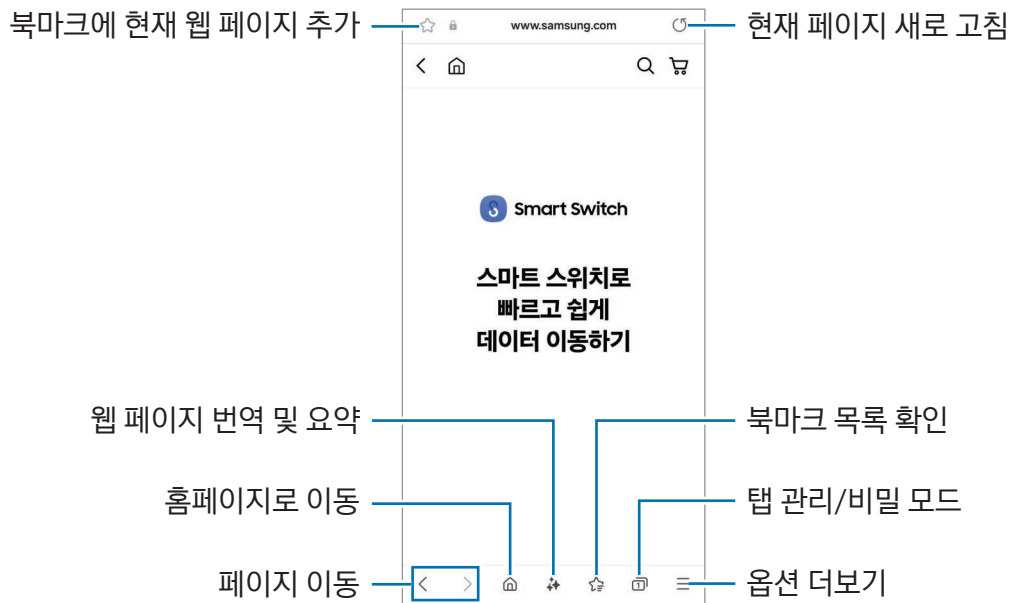 북마크에 현재 웹 페이지 추가
www.samsung.com
현재 페이지 새로 고침
Smart Switch
스마트 스위치로
빠르고 쉽게
데이터 이동하기
웹 페이지 번역 및 요약
북마크 목록 확인
홈페이지로 이동
탭 관리/비밀 모드
페이지 이동
1
옵션 더보기